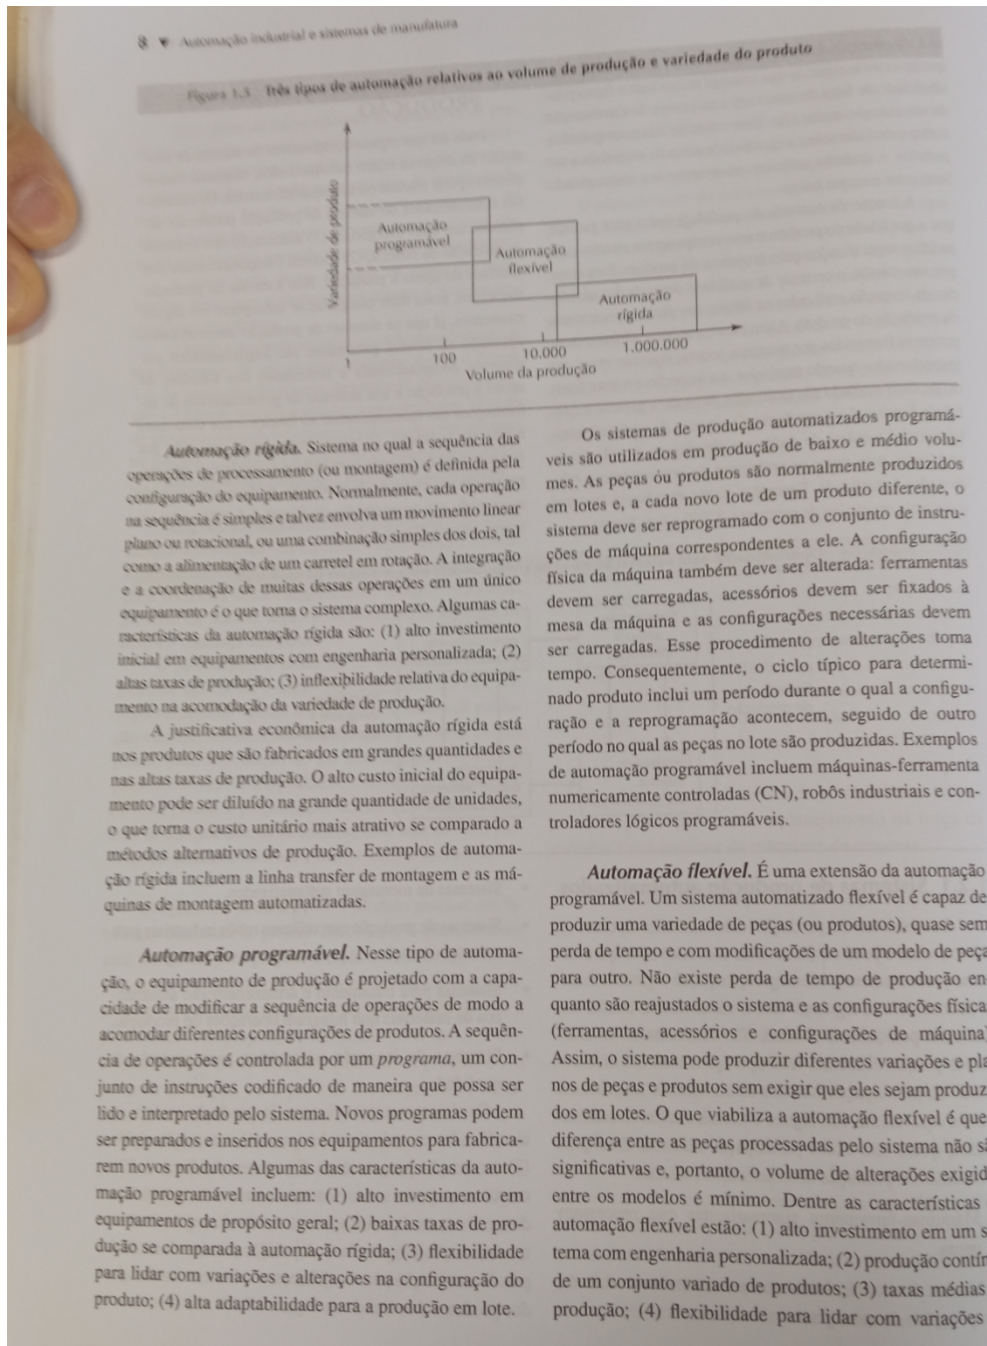 8 ▼ Automação industrial e sistemas de manufatura
Figura 1.5 Três tipos de automação relativos ao volume de produção e variedade do produto
Variedade de produto
Automação
programável
Automação
flexível
Automação
rígida
1
100
10.000
1.000.000
Volume da produção
Automação rígida. Sistema no qual a sequência das
operações de processamento (ou montagem) é definida pela
configuração do equipamento. Normalmente, cada operação
na sequência é simples e talvez envolva um movimento linear
plano ou rotacional, ou uma combinação simples dos dois, tal
como a alimentação de um carretel em rotação. A integração
e a coordenação de muitas dessas operações em um único
equipamento é o que torna o sistema complexo. Algumas ca-
racterísticas da automação rígida são: (1) alto investimento
inicial em equipamentos com engenharia personalizada; (2)
altas taxas de produção; (3) inflexibilidade relativa do equipa-
mento na acomodação da variedade de produção.
A justificativa econômica da automação rígida está
nos produtos que são fabricados em grandes quantidades e
nas altas taxas de produção. O alto custo inicial do equipa-
mento pode ser diluído na grande quantidade de unidades,
o que torna o custo unitário mais atrativo se comparado a
métodos alternativos de produção. Exemplos de automa-
ção rígida incluem a linha transfer de montagem e as má-
quinas de montagem automatizadas.
Automação programável. Nesse tipo de automa-
ção, o equipamento de produção é projetado com a capa-
cidade de modificar a sequência de operações de modo a
acomodar diferentes configurações de produtos. A sequên-
cia de operações é controlada por um programa, um con-
junto de instruções codificado de maneira que possa ser
lido e interpretado pelo sistema. Novos programas podem
ser preparados e inseridos nos equipamentos para fabrica-
rem novos produtos. Algumas das características da auto-
mação programável incluem: (1) alto investimento em
equipamentos de propósito geral; (2) baixas taxas de pro-
dução se comparada à automação rígida; (3) flexibilidade
para lidar com variações e alterações na configuração do
produto; (4) alta adaptabilidade para a produção em lote.
Os sistemas de produção automatizados programá-
veis são utilizados em produção de baixo e médio volu-
mes. As peças ou produtos são normalmente produzidos
em lotes e, a cada novo lote de um produto diferente, o
sistema deve ser reprogramado com o conjunto de instru-
ções de máquina correspondentes a ele. A configuração
física da máquina também deve ser alterada: ferramentas
devem ser carregadas, acessórios devem ser fixados à
mesa da máquina e as configurações necessárias devem
ser carregadas. Esse procedimento de alterações toma
tempo. Consequentemente, o ciclo típico para determi-
nado produto inclui um período durante o qual a configu-
ração e a reprogramação acontecem, seguido de outro
período no qual as peças no lote são produzidas. Exemplos
de automação programável incluem máquinas-ferramenta
numericamente controladas (CN), robôs industriais e con-
troladores lógicos programáveis.
Automação flexível. É uma extensão da automação
programável. Um sistema automatizado flexível é capaz de
produzir uma variedade de peças (ou produtos), quase sem
perda de tempo e com modificações de um modelo de peça
para outro. Não existe perda de tempo de produção en
quanto são reajustados o sistema e as configurações física
(ferramentas, acessórios e configurações de máquina)
Assim, o sistema pode produzir diferentes variações e pla
nos de peças e produtos sem exigir que eles sejam produz
dos em lotes. O que viabiliza a automação flexível é que
diferença entre as peças processadas pelo sistema não sã
significativas e, portanto, o volume de alterações exigid
entre os modelos é mínimo. Dentre as características
automação flexível estão: (1) alto investimento em um s
tema com engenharia personalizada; (2) produção contín
de um conjunto variado de produtos; (3) taxas médias
produção; (4) flexibilidade para lidar com variações